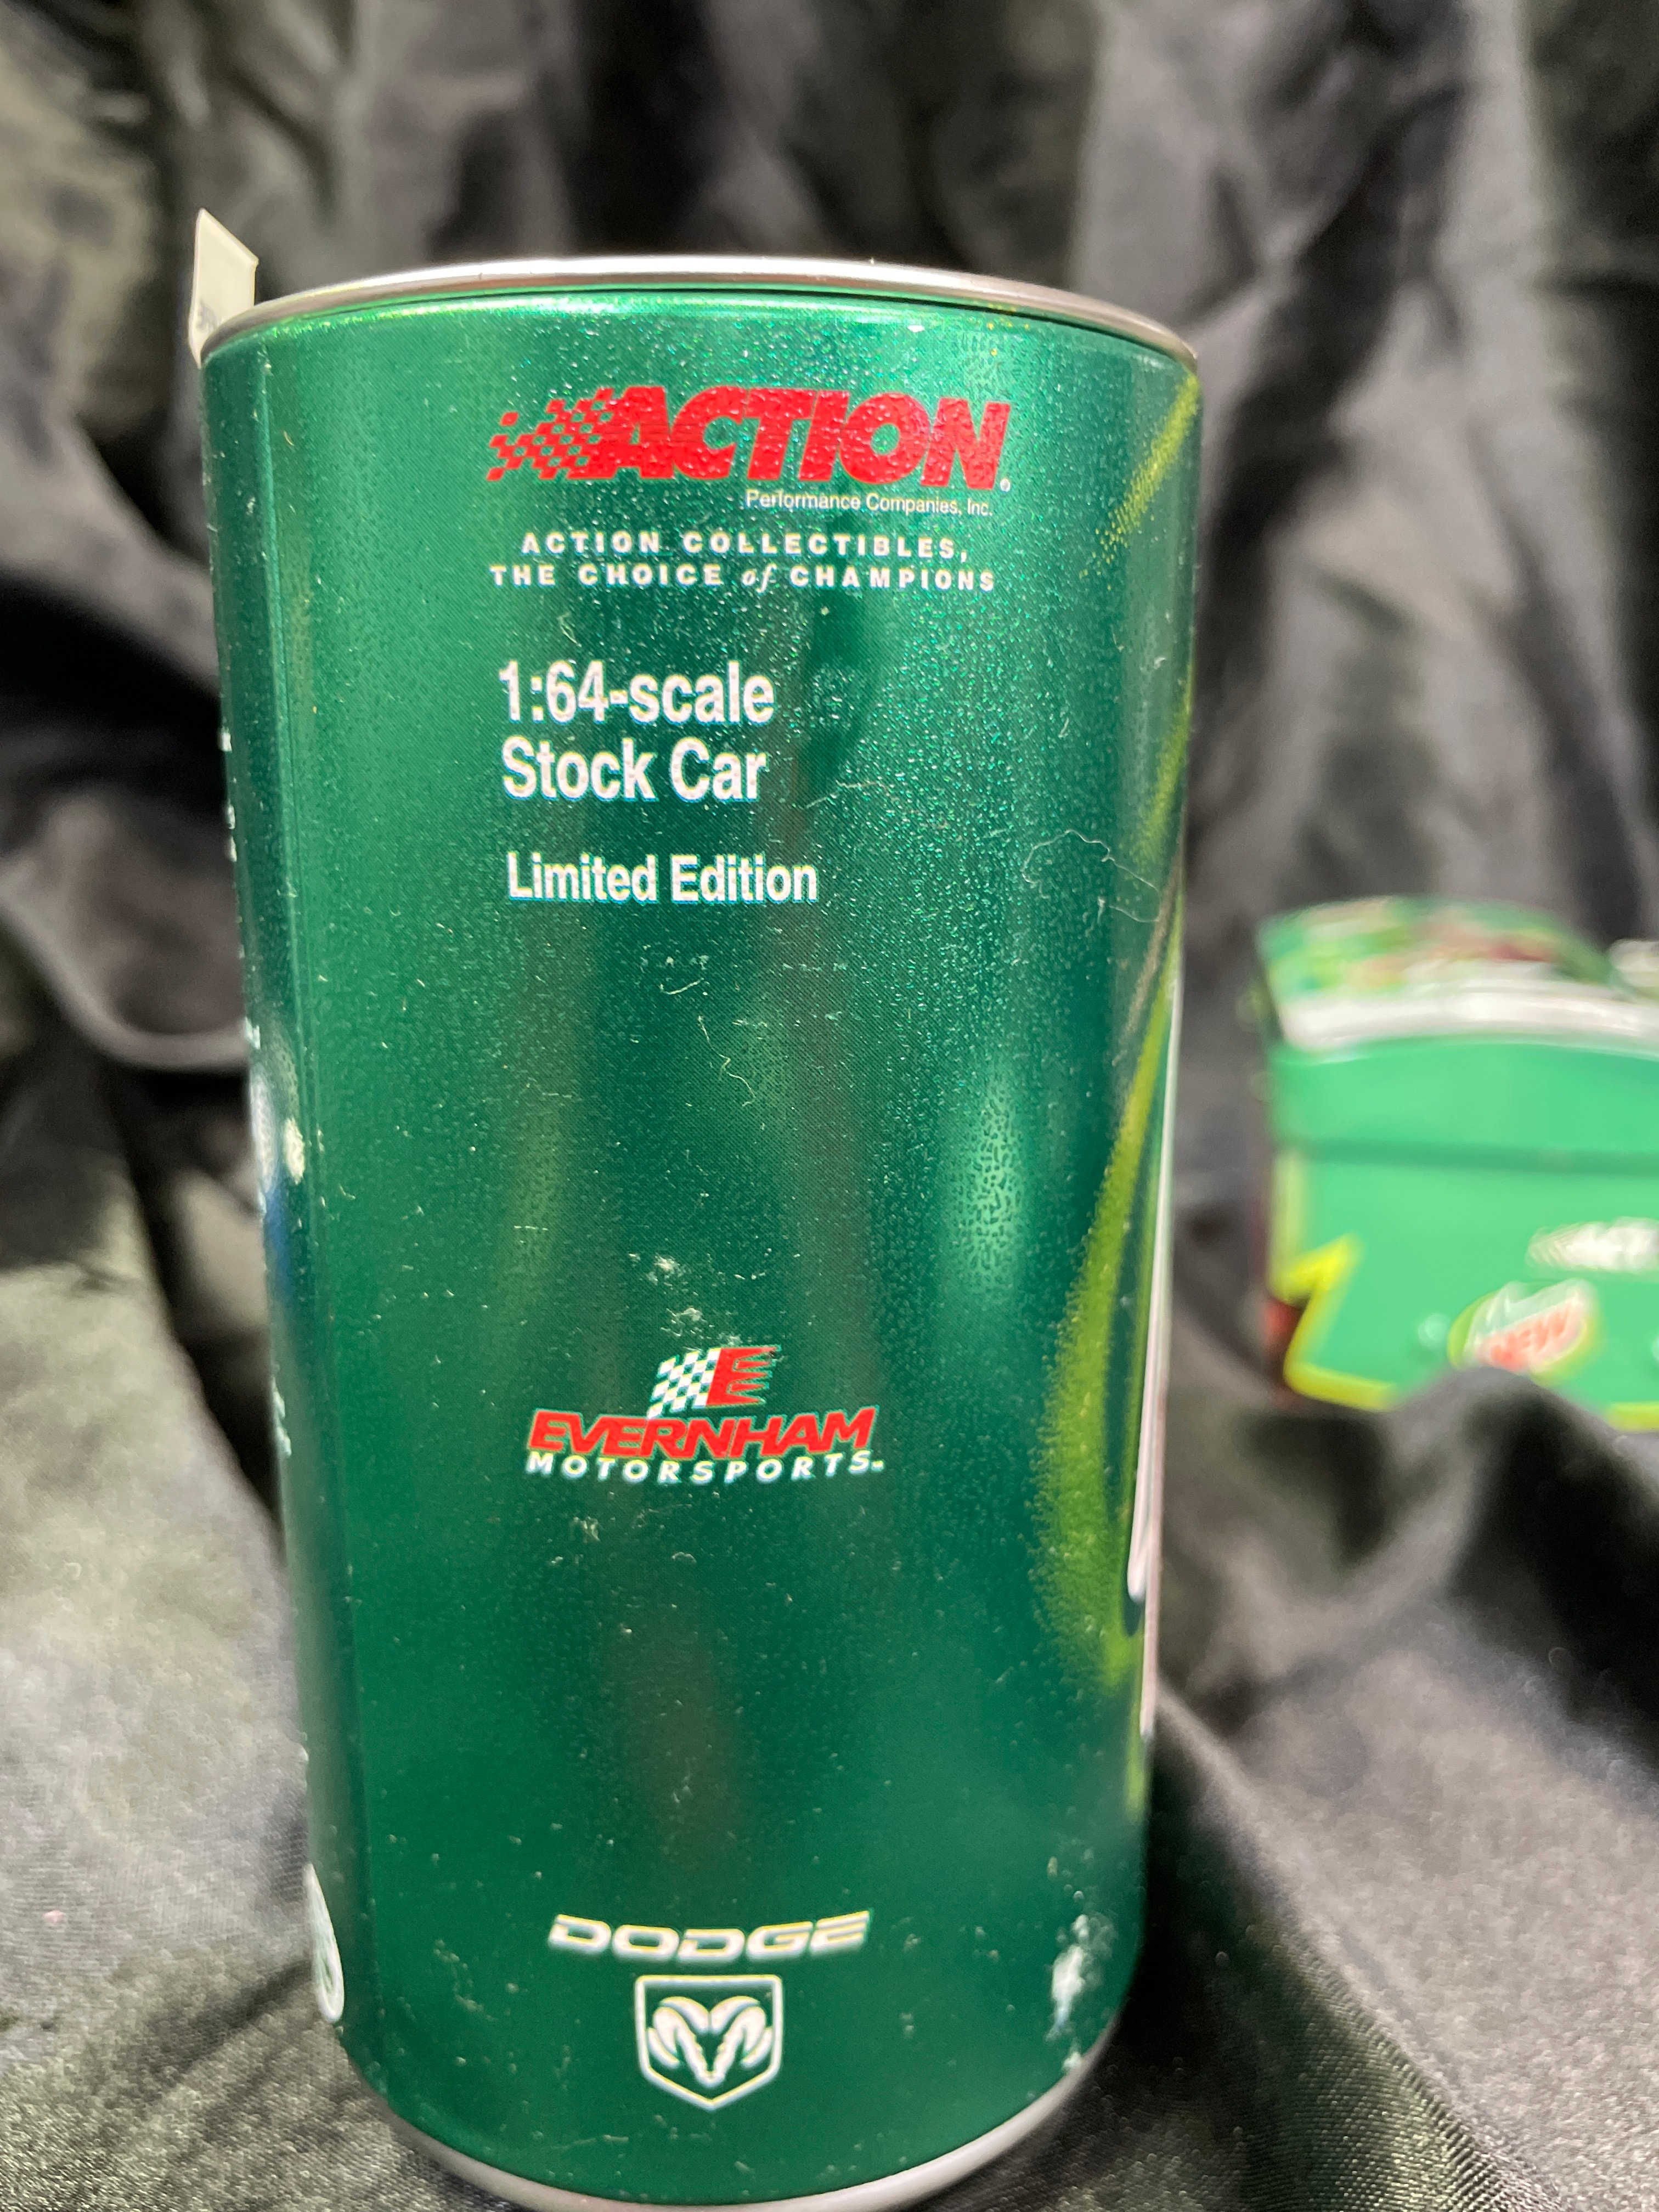 ACTION
Performance Companies, Inc.
ACTION COLLECTIBLES,
THE CHOICE of CHAMPIONS
1:64-scale
Stock Car
Limited Edition
E
EVERNHAM
MOTORSPORTS
DODGE
DEW